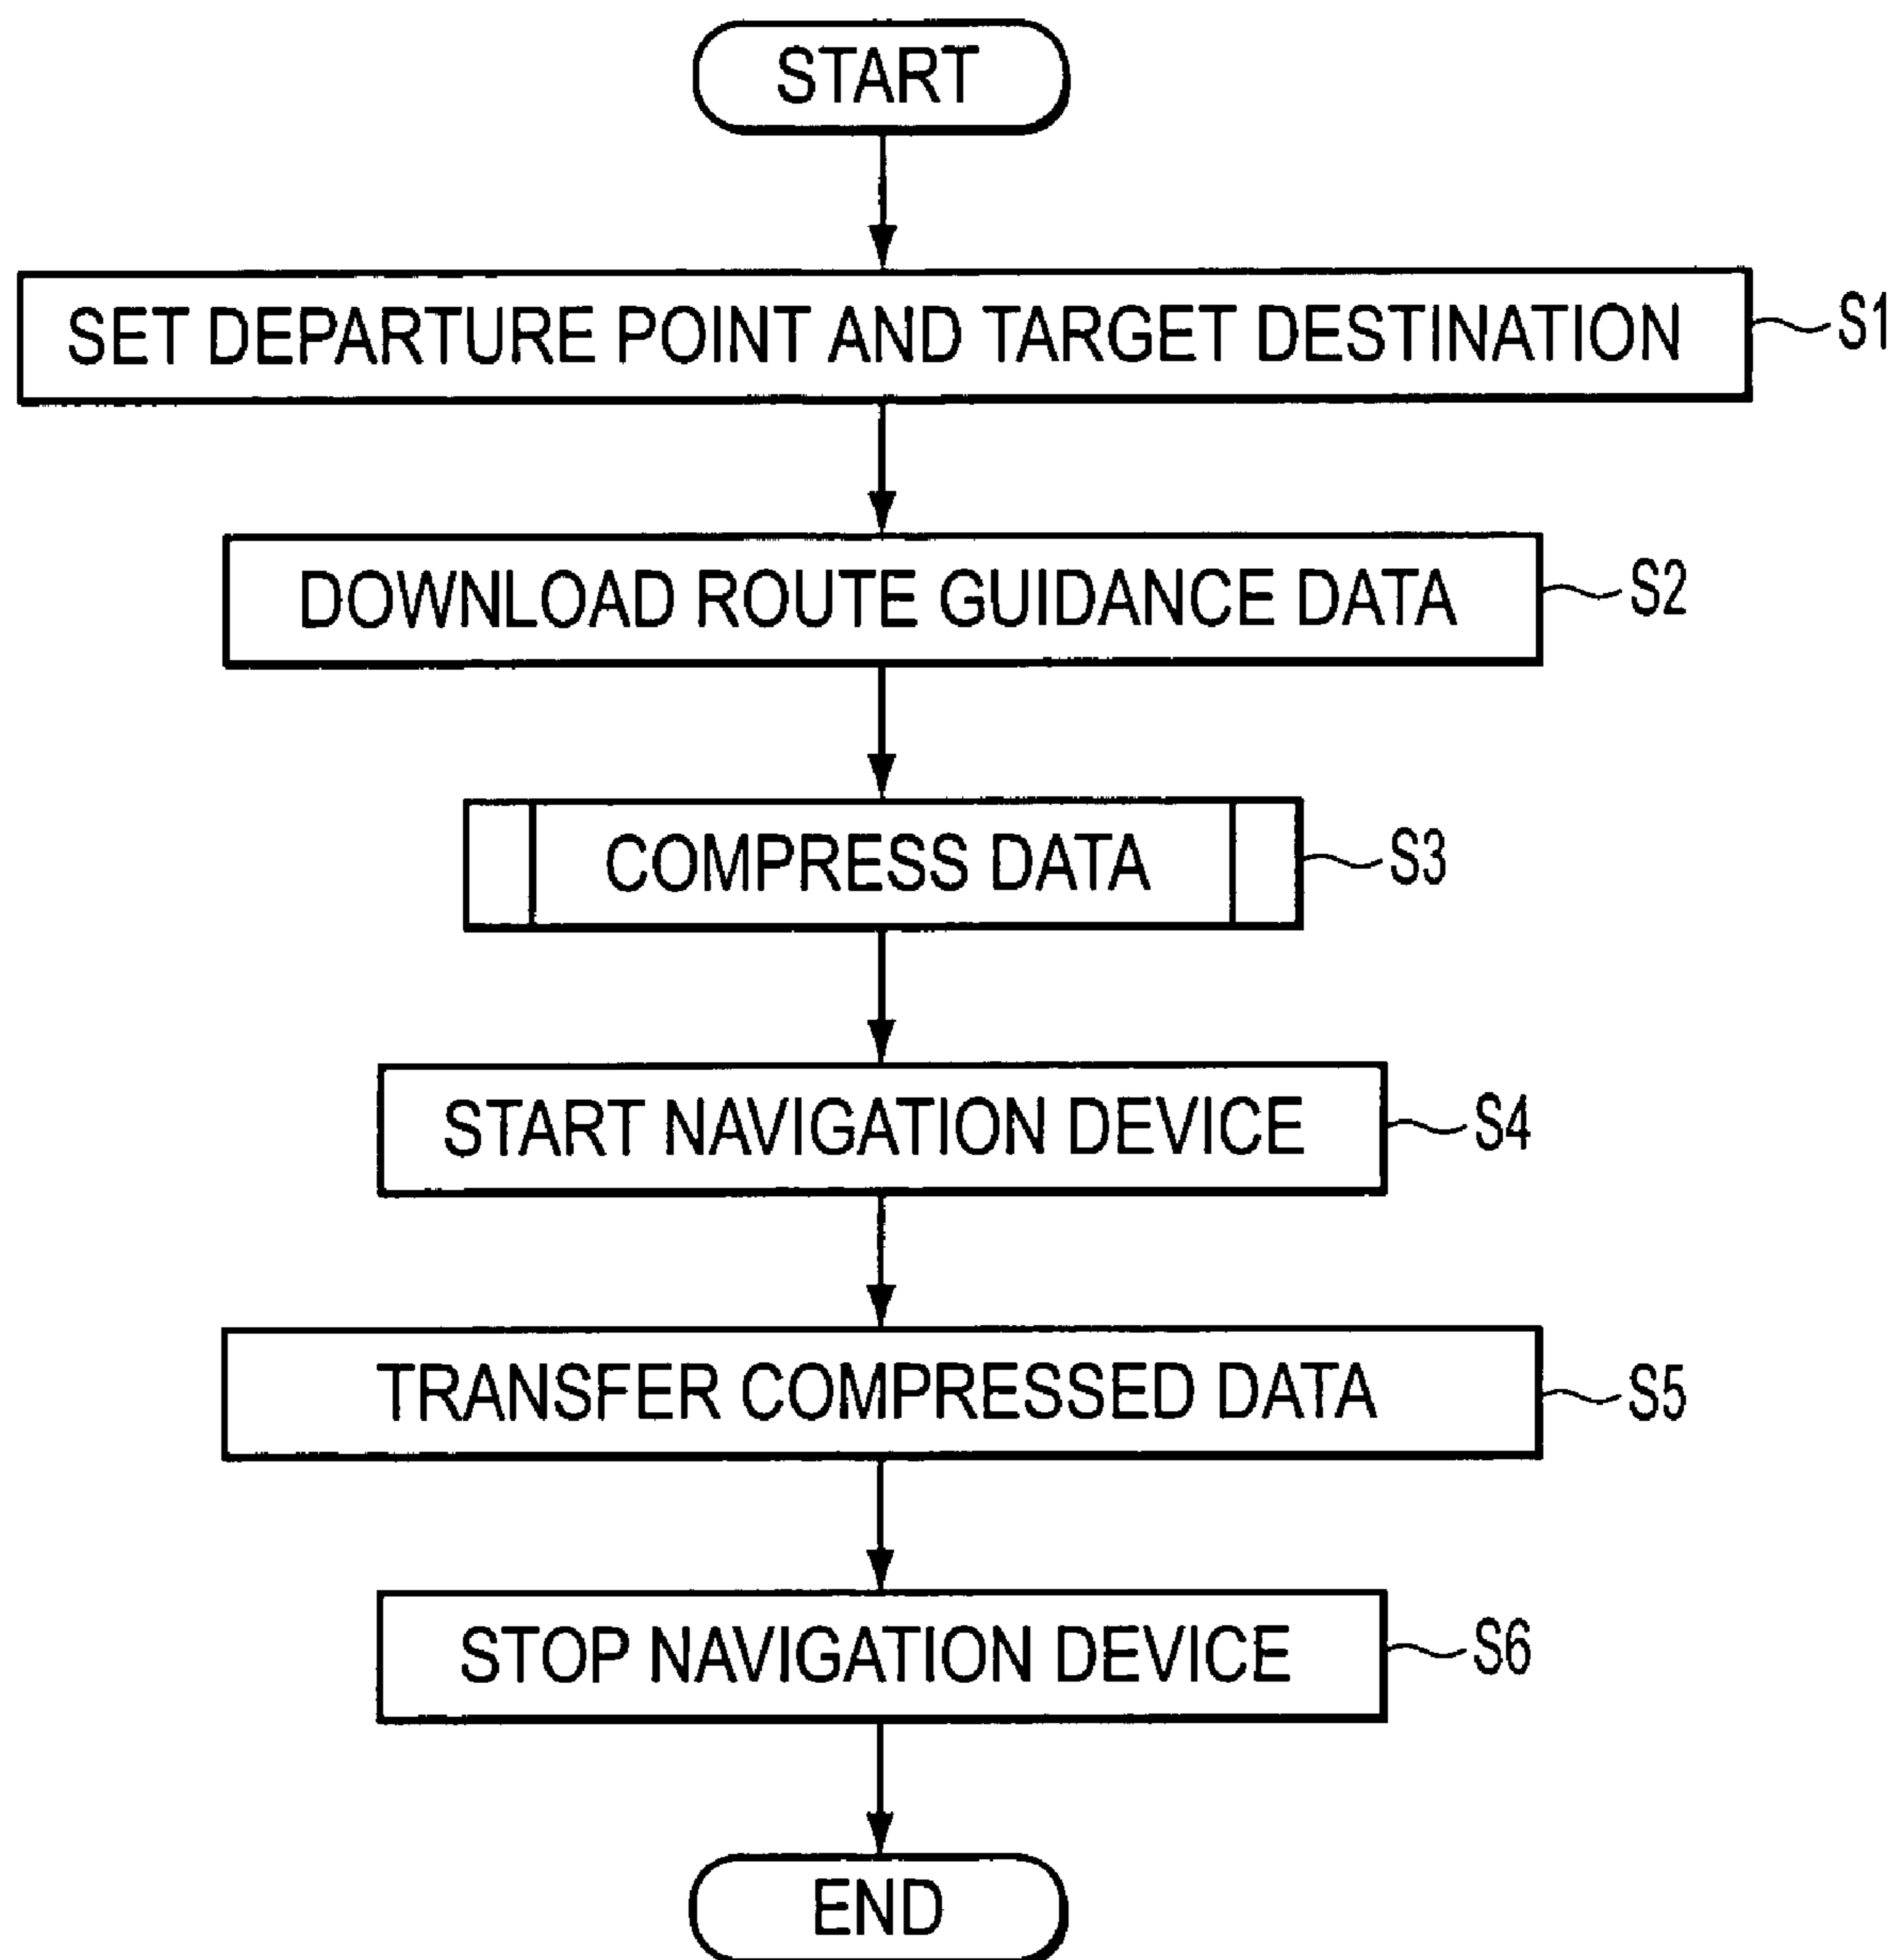 START
SET DEPARTURE POINT AND TARGET DESTINATION S1
DOWNLOAD ROUTE GUIDANCE DATA S2
COMPRESS DATA S3
START NAVIGATION DEVICE S4
TRANSFER COMPRESSED DATA S5
STOP NAVIGATION DEVICE S6
END